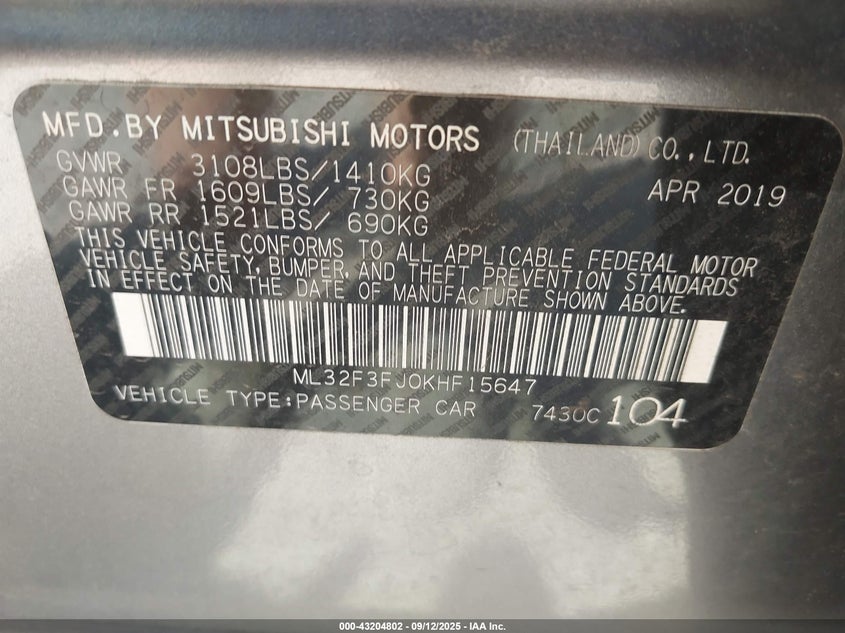 MFD.BY MITSUBISHI MOTORS (THAILAND) CO.,LTD.
GVWR 3108LBS/1410KG APR 2019
GAWR FR 1609LBS/ 730KG
GAWR RR 1521LBS/ 690KG
THIS VEHICLE CONFORMS TO ALL APPLICABLE FEDERAL MOTOR
VEHICLE SAFETY, BUMPER, AND THEFT PREVENTION STANDARDS
IN EFFECT ON THE DATE OF MANUFACTURE SHOWN ABOVE.
ML32F3FJ0KHF15647
VEHICLE TYPE:PASSENGER CAR 7430C 104
000-43204802 - 09/12/2025 - IAA Inc.